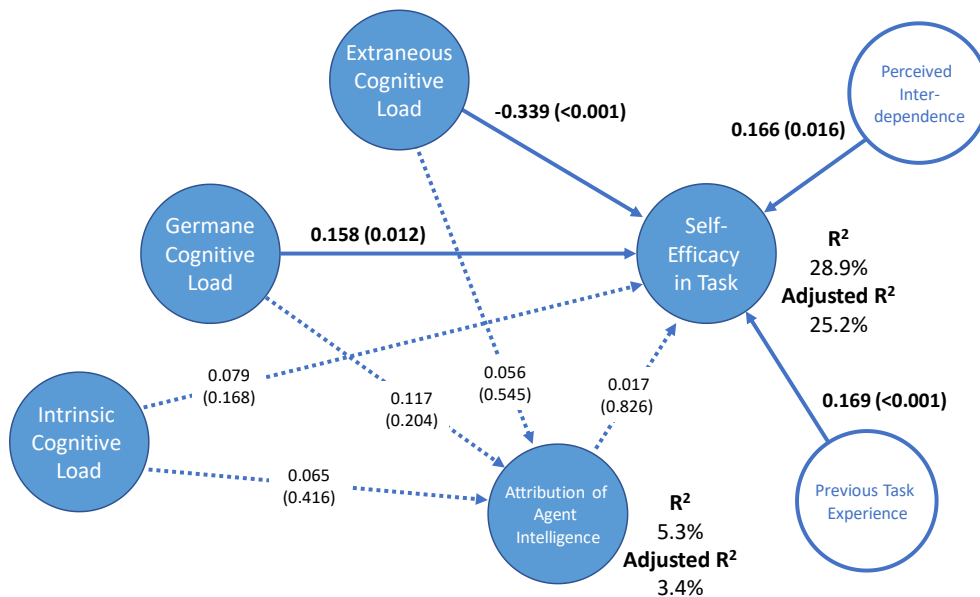 Extraneous
Cognitive
Load
Perceived
Inter-
dependence
-0.339 (<0.001)
0.166 (0.016)
Germane
Cognitive
Load
0.158 (0.012)
Self-
Efficacy
in Task
R²
28.9%
Adjusted R²
25.2%
0.079
(0.168)
0.117
(0.204)
0.056
(0.545)
0.017
(0.826)
0.169 (<0.001)
Intrinsic
Cognitive
Load
0.065
(0.416)
Attribution of
Agent
Intelligence
R²
5.3%
Adjusted R²
3.4%
Previous Task
Experience